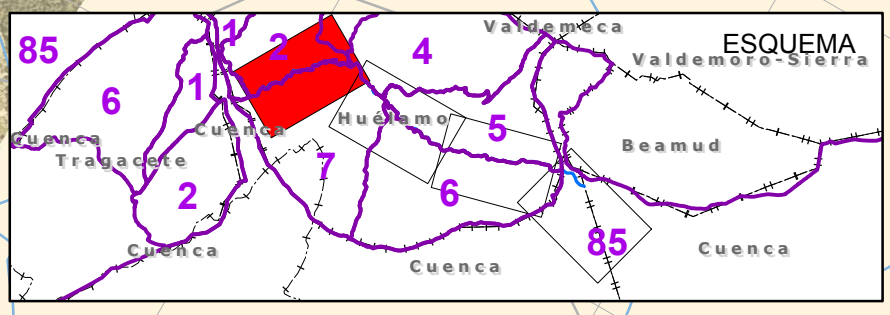 Valdemeca
1
2
4
ESQUEMA
85
Valdemoro-Sierra
6
1
Huélamo
Cuenca
Cuenca
5
Beamud
Tragacete
7
2
6
85
Cuenca
Cuenca
Cuenca